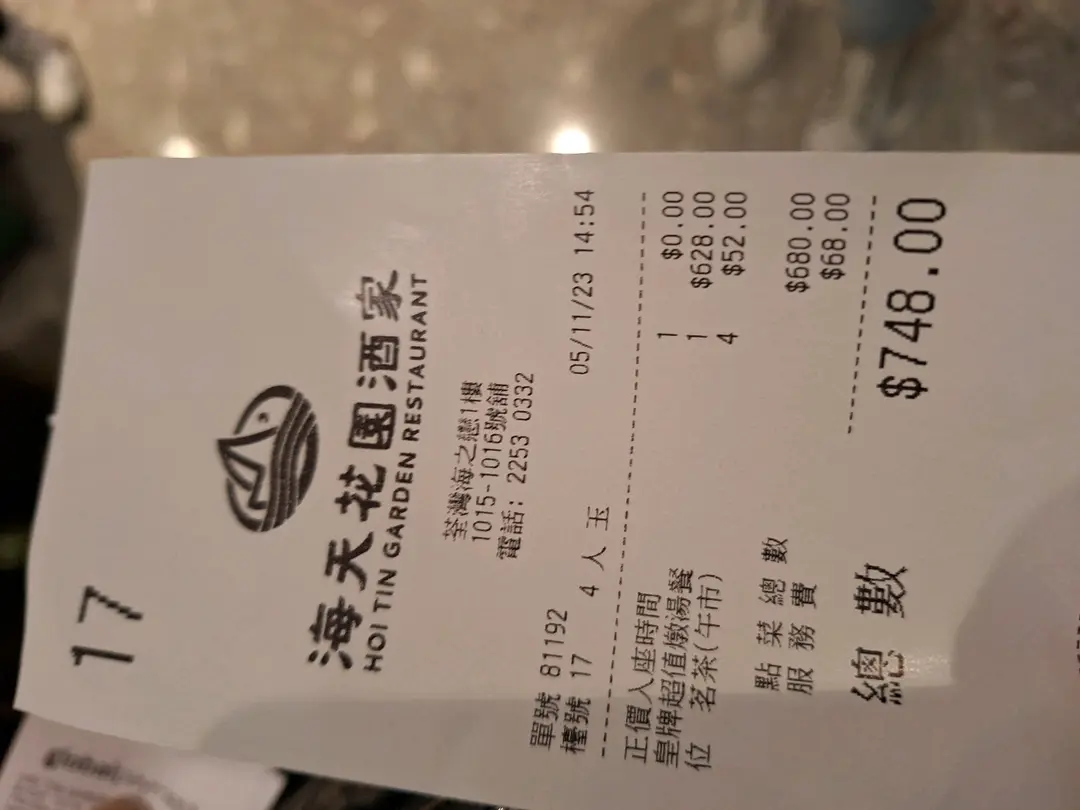 17
海天花園酒家
HOI TIN GARDEN RESTAURANT
荃灣海之戀1樓
1015-1016號舖
電話: 2253 0332
單號 81192
檯號 17 4 人 玉 05/11/23 14:54
正價入座時間 1 $0.00
皇牌超值燉湯餐 1 $628.00
位 茗茶(午市) 4 $52.00
點 菜 總 數 $680.00
服 務 費 $68.00
總 數 $748.00
global